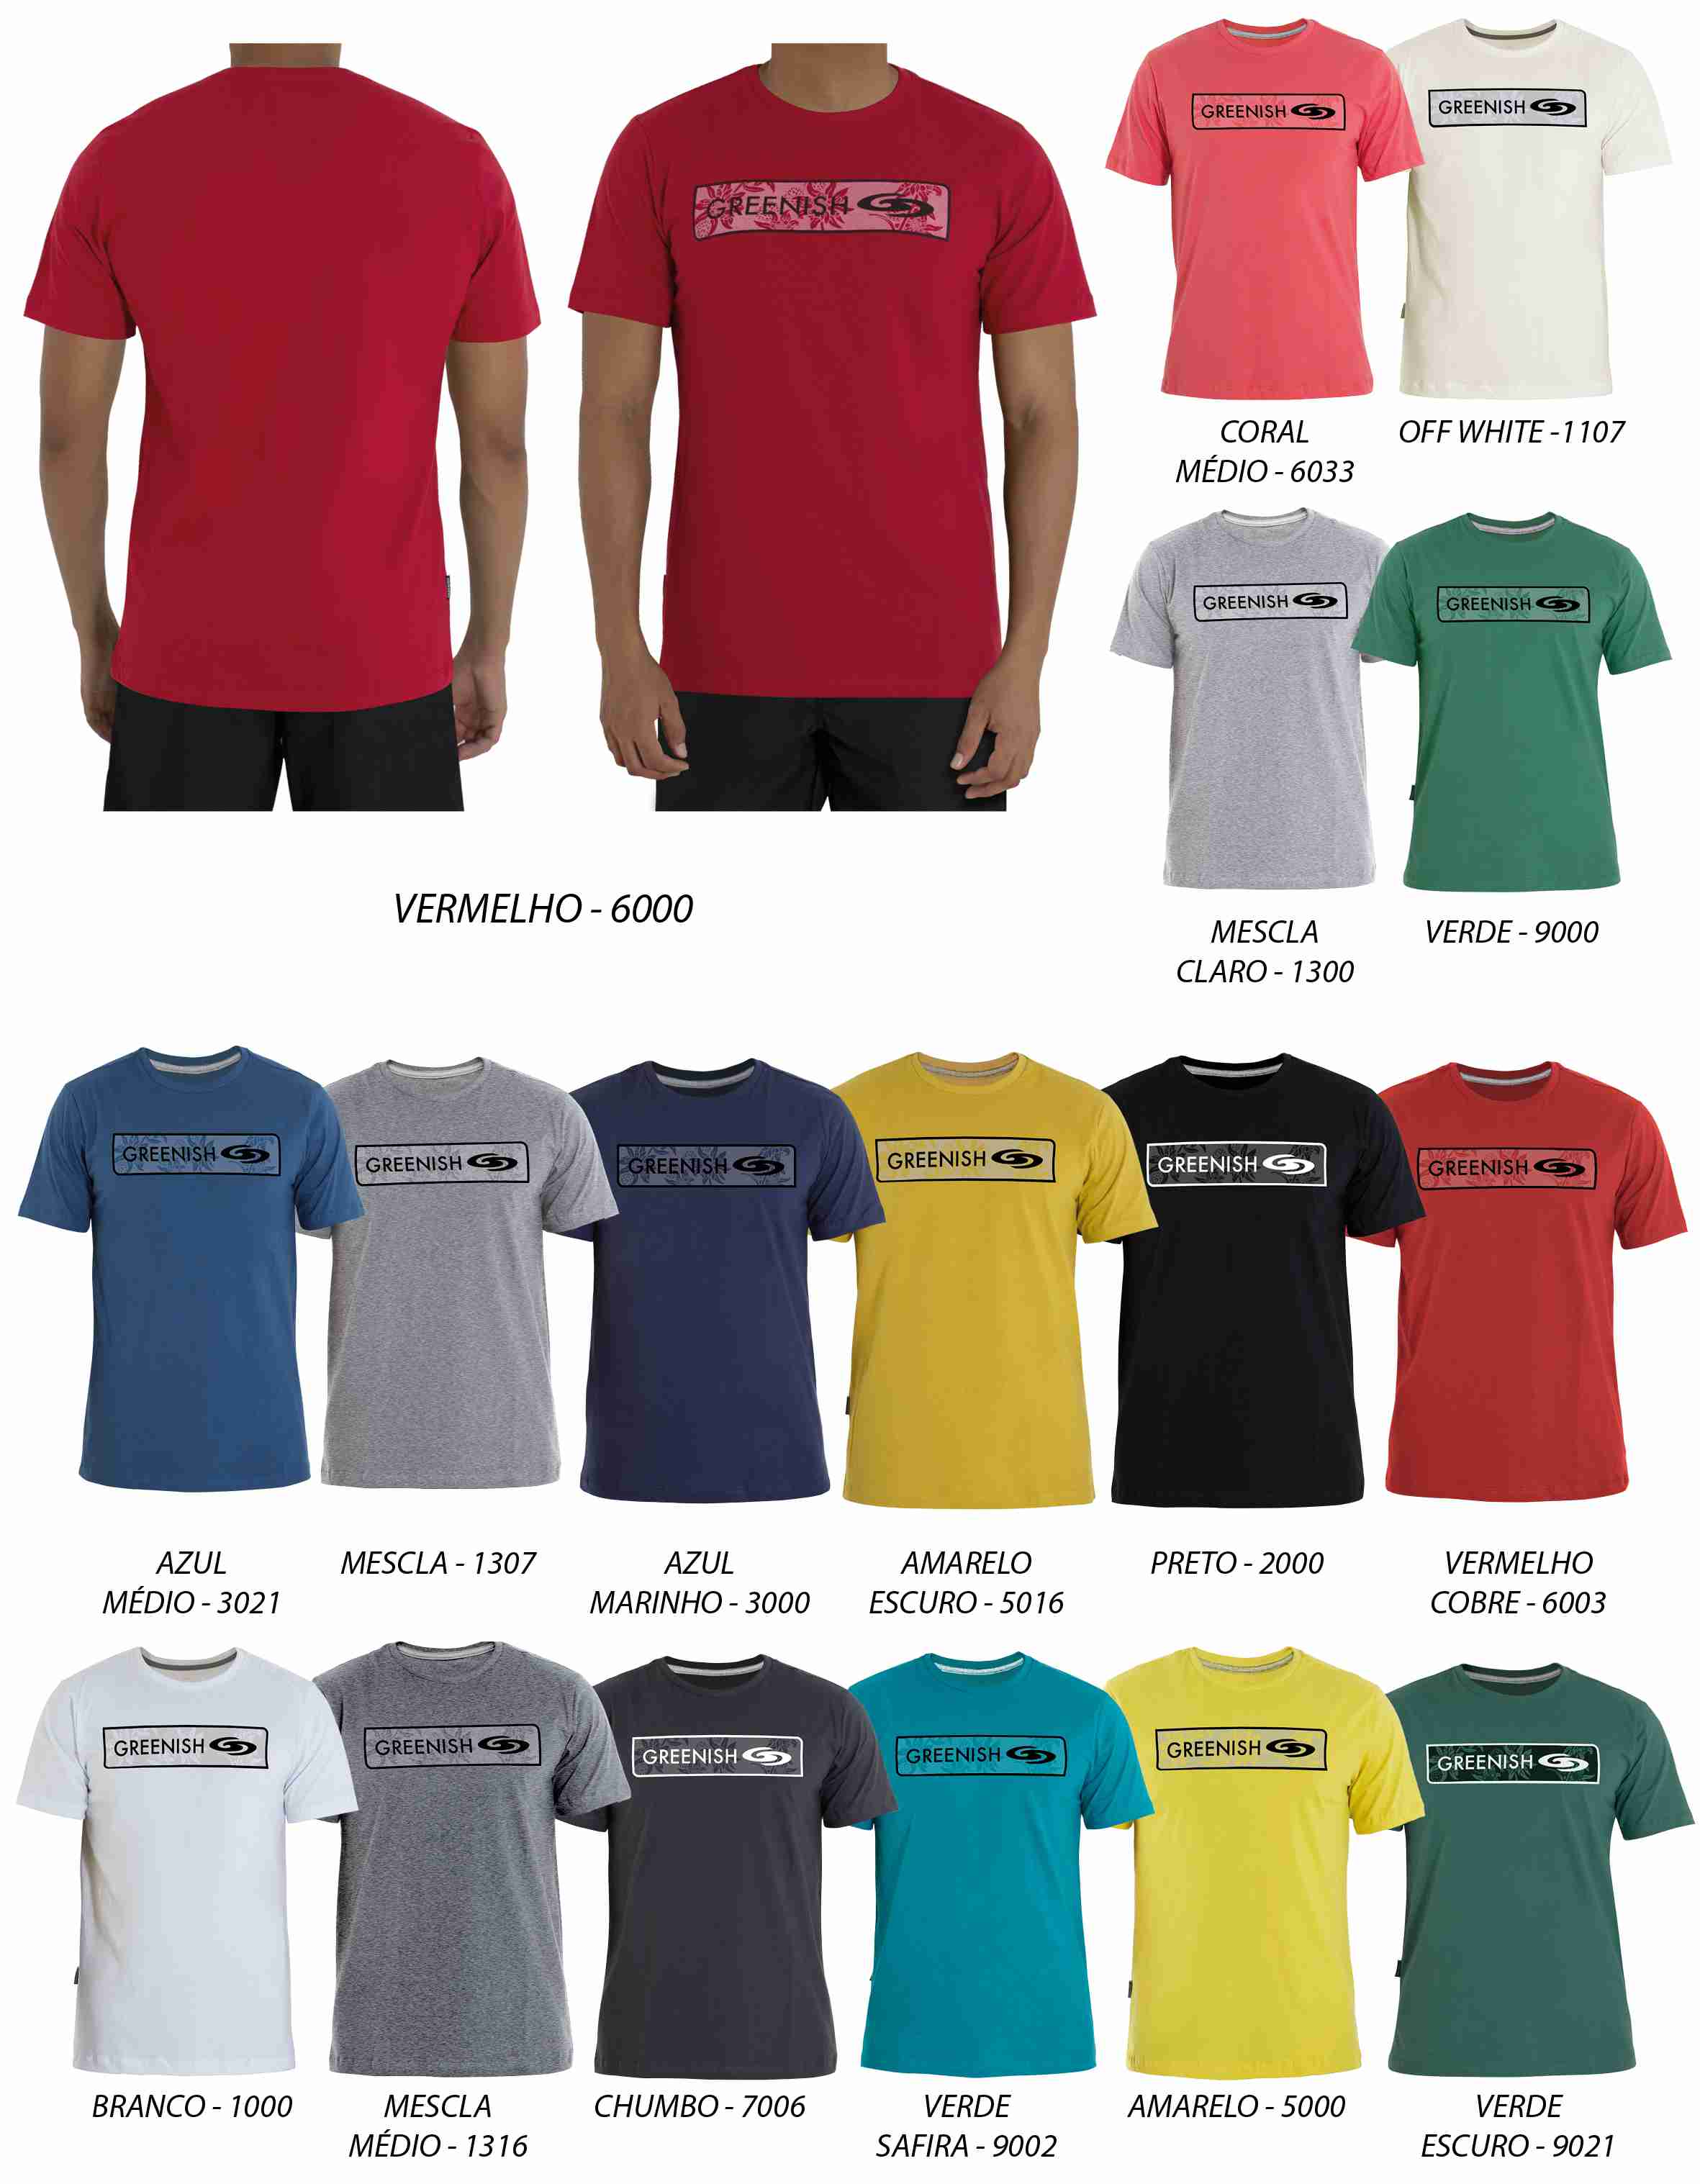 GREENISH
VERMELHO - 6000
GREENISH
GREENISH
CORAL
MÉDIO - 6033
OFF WHITE -1107
GREENISH
GREENISH
MESCLA
CLARO - 1300
VERDE - 9000
GREENISH
GREENISH
GREENISH
GREENISH
GREENISH
GREENISH
AZUL
MÉDIO - 3021
MESCLA - 1307
AZUL
MARINHO - 3000
AMARELO
ESCURO - 5016
PRETO - 2000
VERMELHO
COBRE - 6003
GREENISH
GREENISH
GREENISH
GREENISH
GREENISH
GREENISH
BRANCO - 1000
MESCLA
MÉDIO - 1316
CHUMBO - 7006
VERDE
SAFIRA - 9002
AMARELO - 5000
VERDE
ESCURO - 9021